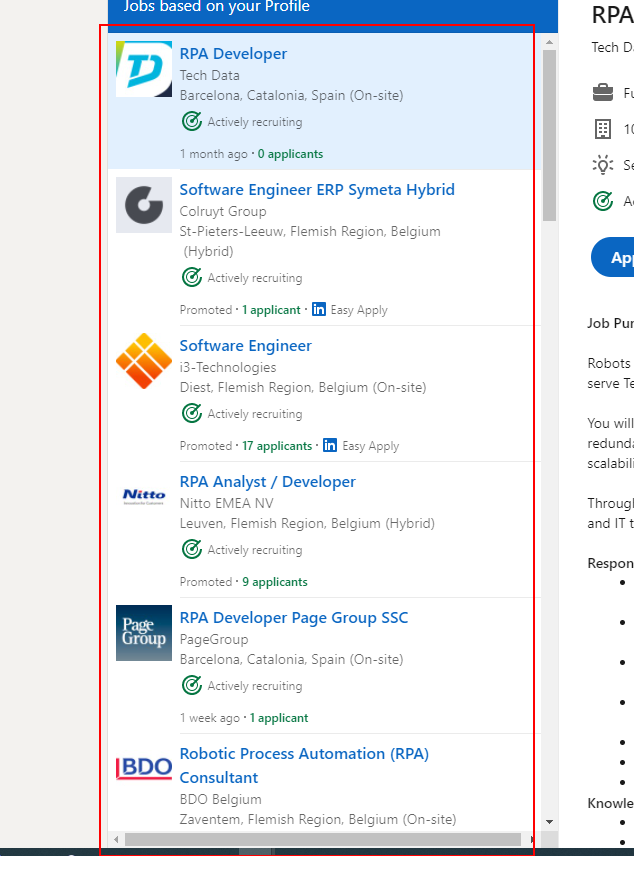 Jobs based on your Profile
RPA Developer
Tech Data
Barcelona, Catalonia, Spain (On-site)
Actively recruiting
1 month ago · 0 applicants
Software Engineer ERP Symeta Hybrid
Colruyt Group
St-Pieters-Leeuw, Flemish Region, Belgium
(Hybrid)
Actively recruiting
Promoted · 1 applicant · in Easy Apply
Software Engineer
i3-Technologies
Diest, Flemish Region, Belgium (On-site)
Actively recruiting
Promoted · 17 applicants · in Easy Apply
Nitto
RPA Analyst / Developer
Nitto EMEA NV
Leuven, Flemish Region, Belgium (Hybrid)
Actively recruiting
Promoted · 9 applicants
Page
Group
RPA Developer Page Group SSC
PageGroup
Barcelona, Catalonia, Spain (On-site)
Actively recruiting
1 week ago · 1 applicant
BDO
Robotic Process Automation (RPA)
Consultant
BDO Belgium
Zaventem, Flemish Region, Belgium (On-site)
RPA
Tech Da
Fu
10
Se
Ac
App
Job Pur
Robots
serve Te
You will
redunda
scalabili
Through
and IT t
Respon
Knowle